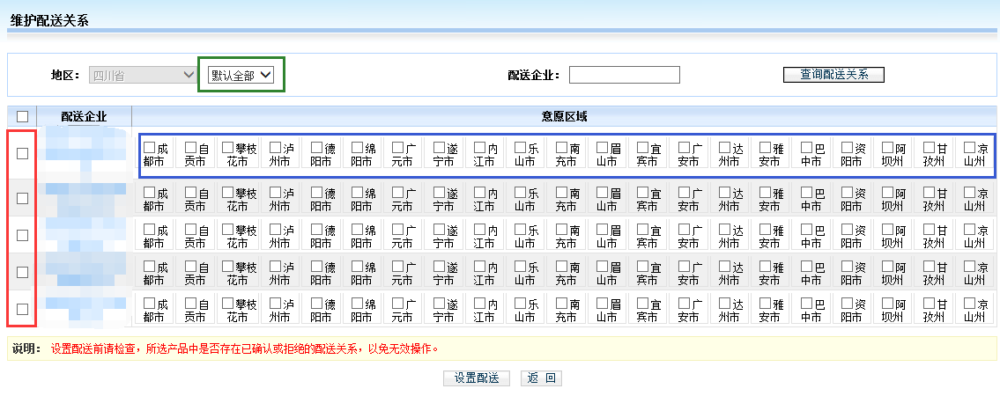 维护配送关系
地区： 四川省 默认全部 配送企业： 查询配送关系
配送企业 意愿区域
成都市 自贡市 攀枝花市 泸州市 德阳市 绵阳市 广元市 遂宁市 内江市 乐山市 南充市 眉山市 宜宾市 广安市 达州市 雅安市 巴中市 资阳市 阿坝州 甘孜州 凉山州
成都市 自贡市 攀枝花市 泸州市 德阳市 绵阳市 广元市 遂宁市 内江市 乐山市 南充市 眉山市 宜宾市 广安市 达州市 雅安市 巴中市 资阳市 阿坝州 甘孜州 凉山州
成都市 自贡市 攀枝花市 泸州市 德阳市 绵阳市 广元市 遂宁市 内江市 乐山市 南充市 眉山市 宜宾市 广安市 达州市 雅安市 巴中市 资阳市 阿坝州 甘孜州 凉山州
成都市 自贡市 攀枝花市 泸州市 德阳市 绵阳市 广元市 遂宁市 内江市 乐山市 南充市 眉山市 宜宾市 广安市 达州市 雅安市 巴中市 资阳市 阿坝州 甘孜州 凉山州
成都市 自贡市 攀枝花市 泸州市 德阳市 绵阳市 广元市 遂宁市 内江市 乐山市 南充市 眉山市 宜宾市 广安市 达州市 雅安市 巴中市 资阳市 阿坝州 甘孜州 凉山州
说明： 设置配送前请检查，所选产品中是否存在已确认或拒绝的配送关系，以免无效操作。
设置配送 返 回